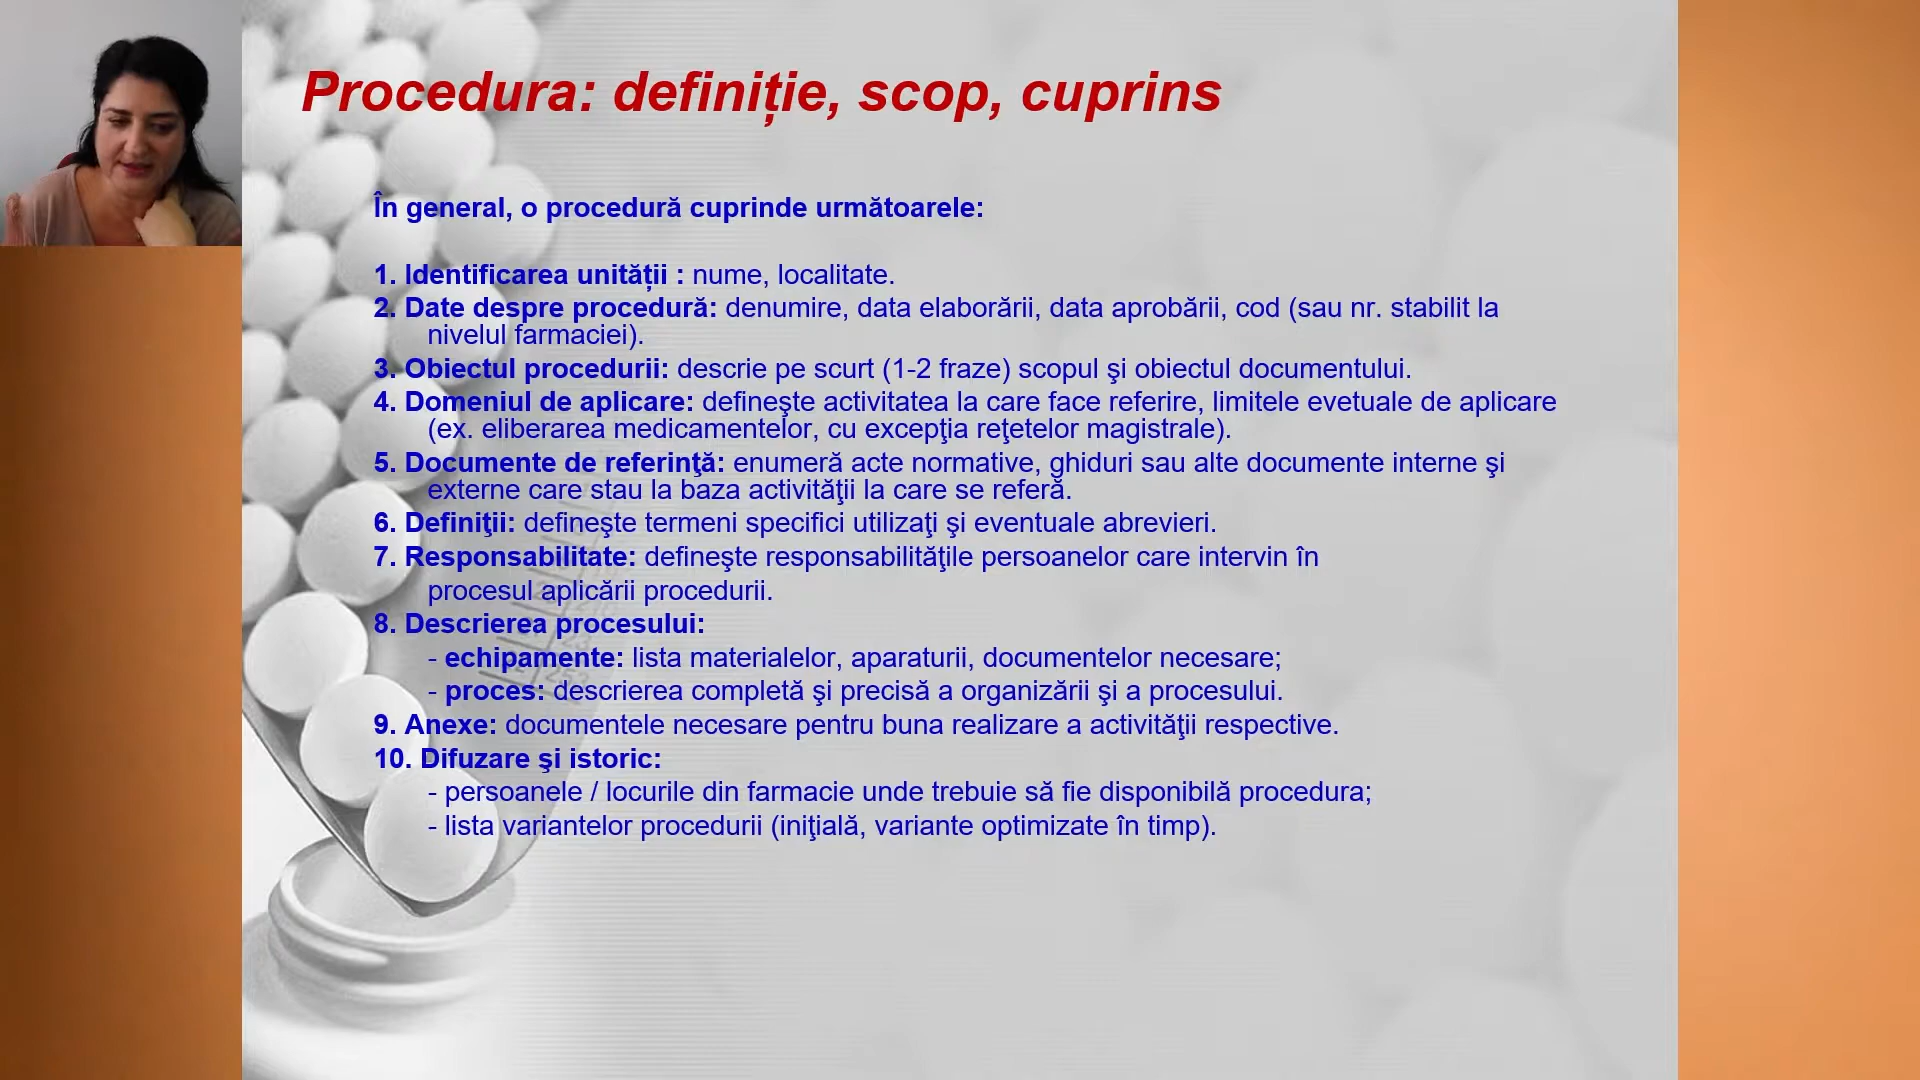 Procedura: definiție, scop, cuprins
În general, o procedură cuprinde următoarele:
1. Identificarea unității : nume, localitate.
2. Date despre procedură: denumire, data elaborării, data aprobării, cod (sau nr. stabilit la
nivelul farmaciei).
3. Obiectul procedurii: descrie pe scurt (1-2 fraze) scopul şi obiectul documentului.
4. Domeniul de aplicare: defineşte activitatea la care face referire, limitele evetuale de aplicare
(ex. eliberarea medicamentelor, cu excepţia reţetelor magistrale).
5. Documente de referinţă: enumeră acte normative, ghiduri sau alte documente interne şi
externe care stau la baza activităţii la care se referă.
6. Definiţii: defineşte termeni specifici utilizaţi şi eventuale abrevieri.
7. Responsabilitate: defineşte responsabilităţile persoanelor care intervin în
procesul aplicării procedurii.
8. Descrierea procesului:
- echipamente: lista materialelor, aparaturii, documentelor necesare;
- proces: descrierea completă şi precisă a organizării şi a procesului.
9. Anexe: documentele necesare pentru buna realizare a activităţii respective.
10. Difuzare şi istoric:
- persoanele / locurile din farmacie unde trebuie să fie disponibilă procedura;
- lista variantelor procedurii (iniţială, variante optimizate în timp).